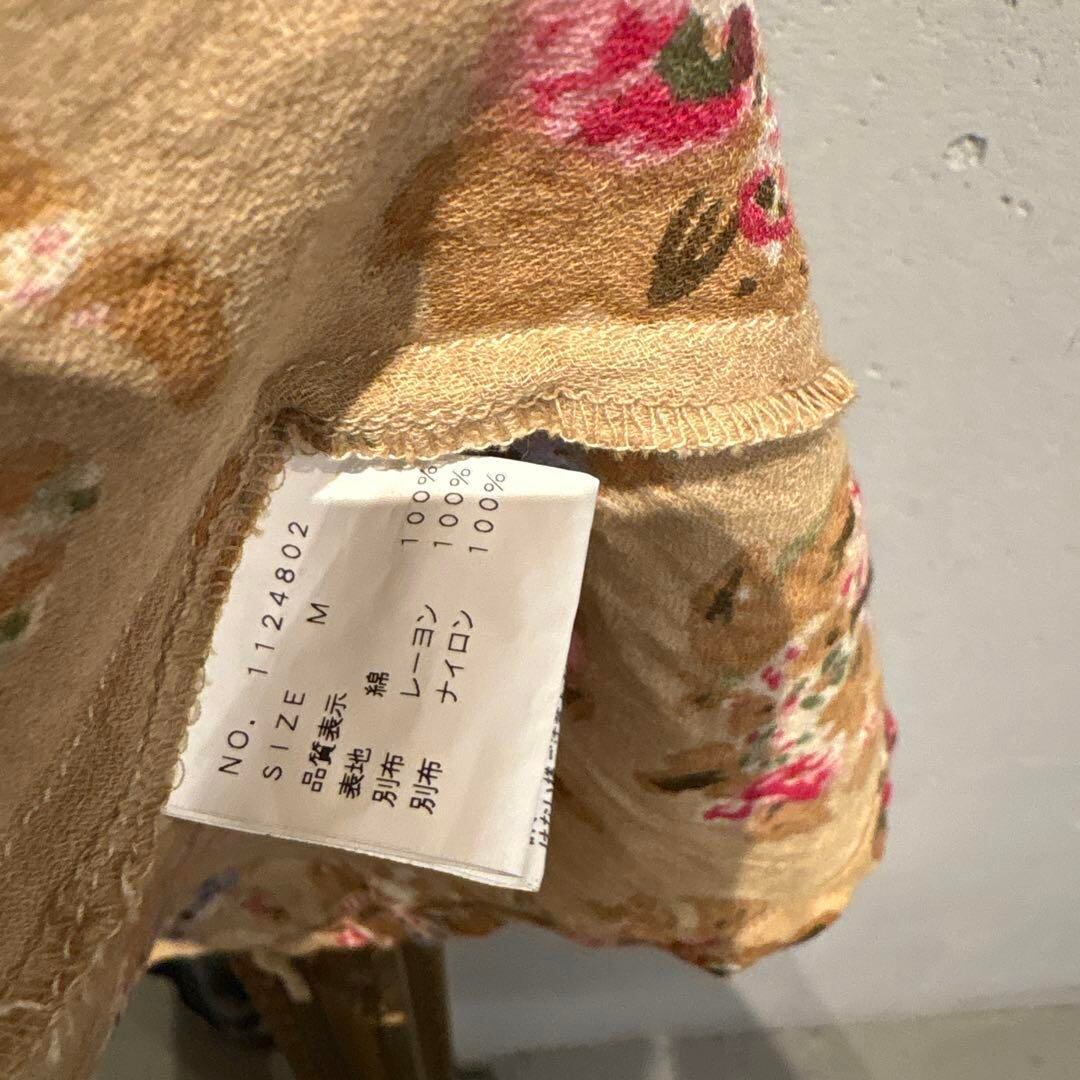 NO. 1124802
SIZE M
品質表示
表地 綿 100%
別布 レーヨン 100%
別布 ナイロン 100%